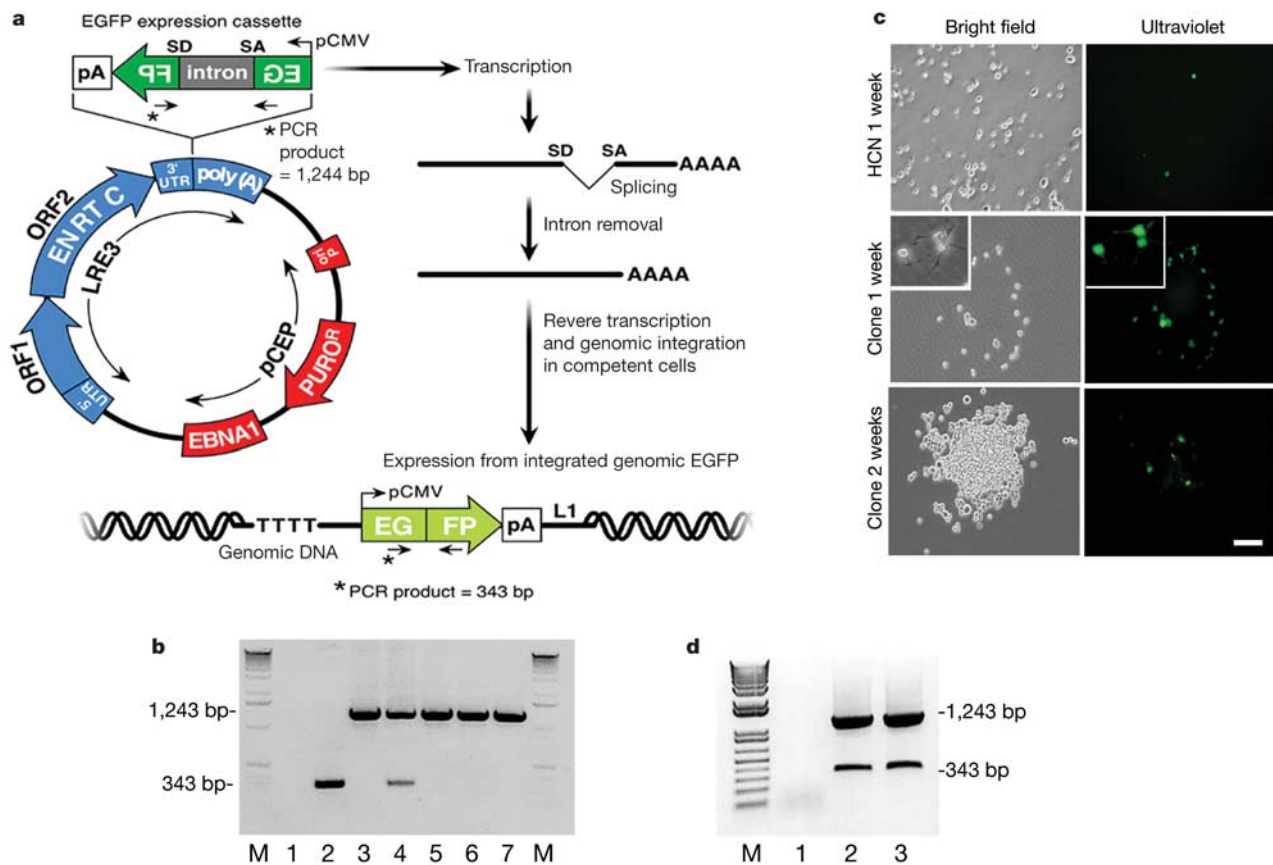 a
EGFP expression cassette
SD
SA
pCMV
pA
FP
intron
EG
*
* PCR
product
= 1,244 bp
Transcription
SD
SA
AAAA
Splicing
Intron removal
AAAA
Revere transcription
and genomic integration
in competent cells
ORF2
EN RT C
3'
UTR
poly (A)
LRE3
ORF1
5'
UTR
ori
P
pCEP
PURO^R
EBNA1
Expression from integrated genomic EGFP
pCMV
TTTT
EG
FP
pA
L1
Genomic DNA
*
* PCR product = 343 bp
b
1,243 bp-
343 bp-
M 1 2 3 4 5 6 7 M
c
Bright field
Ultraviolet
HCN 1 week
Clone 1 week
Clone 2 weeks
d
-1,243 bp
-343 bp
M 1 2 3